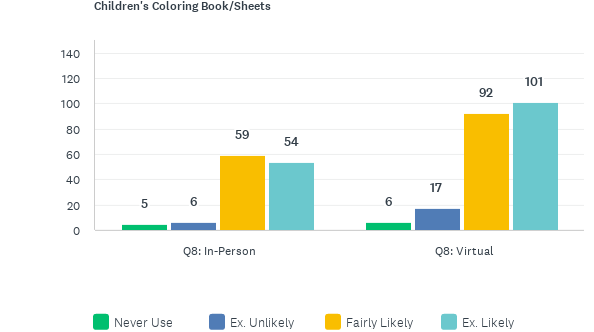 Children's Coloring Book/Sheets
140
120
100
80
60
40
20
0
5
6
59
54
6
17
92
101
Q8: In-Person
Q8: Virtual
Never Use
Ex. Unlikely
Fairly Likely
Ex. Likely